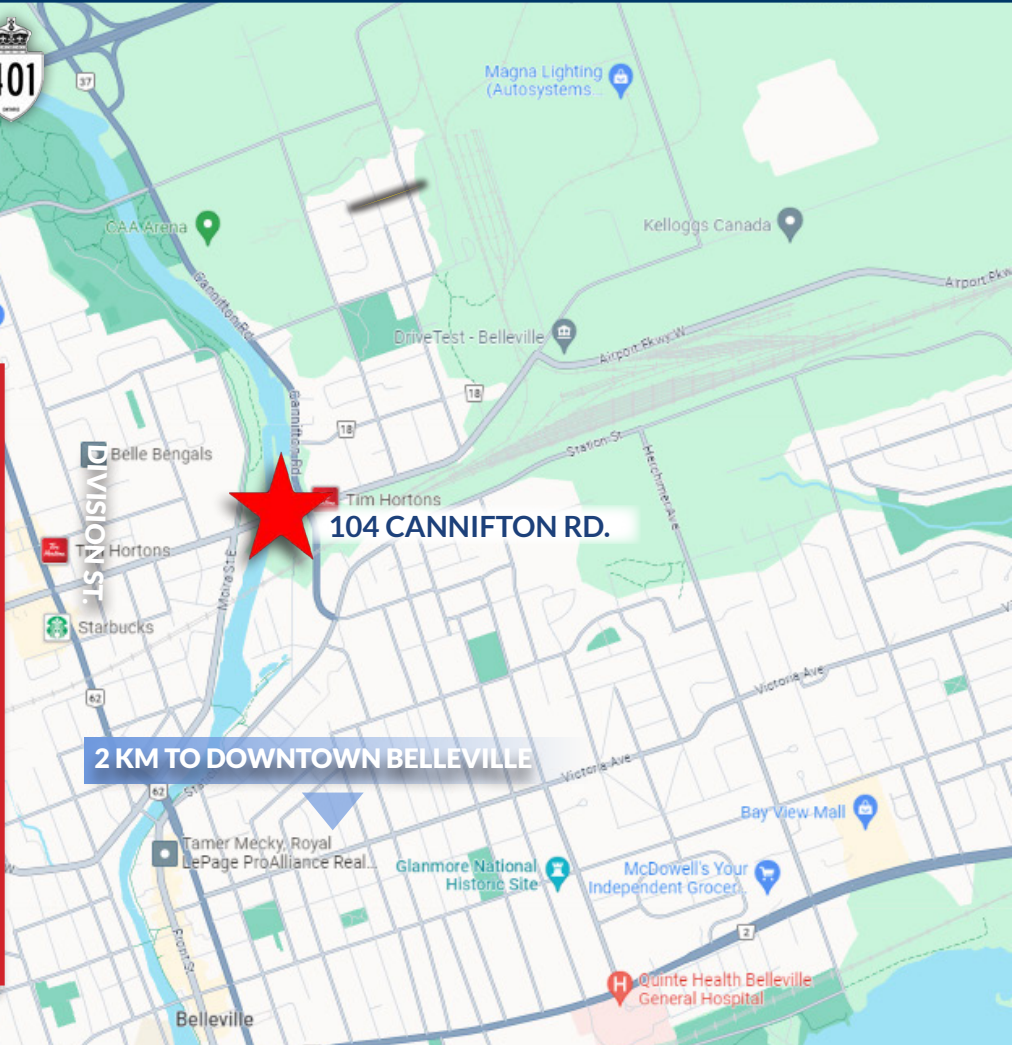 401
ONTARIO
37
Magna Lighting
(Autosystems...
CAA Arena
Kelloggs Canada
Cannifton Rd
Airport Pkwy
DriveTest - Belleville
Airport Pkwy W
18
Cannifton Rd
18
Station St
Herchimer Ave
Belle Bengals
DIVISION ST.
Tim Hortons
104 CANNIFTON RD.
Tim Hortons
Moira St E
Starbucks
62
Victoria Ave
2 KM TO DOWNTOWN BELLEVILLE
Victoria Ave
62
Bay View Mall
Tamer Mecky, Royal
LePage ProAlliance Real...
Glanmore National
Historic Site
McDowell's Your
Independent Grocer...
2
Front St
H
Quinte Health Belleville
General Hospital
Belleville